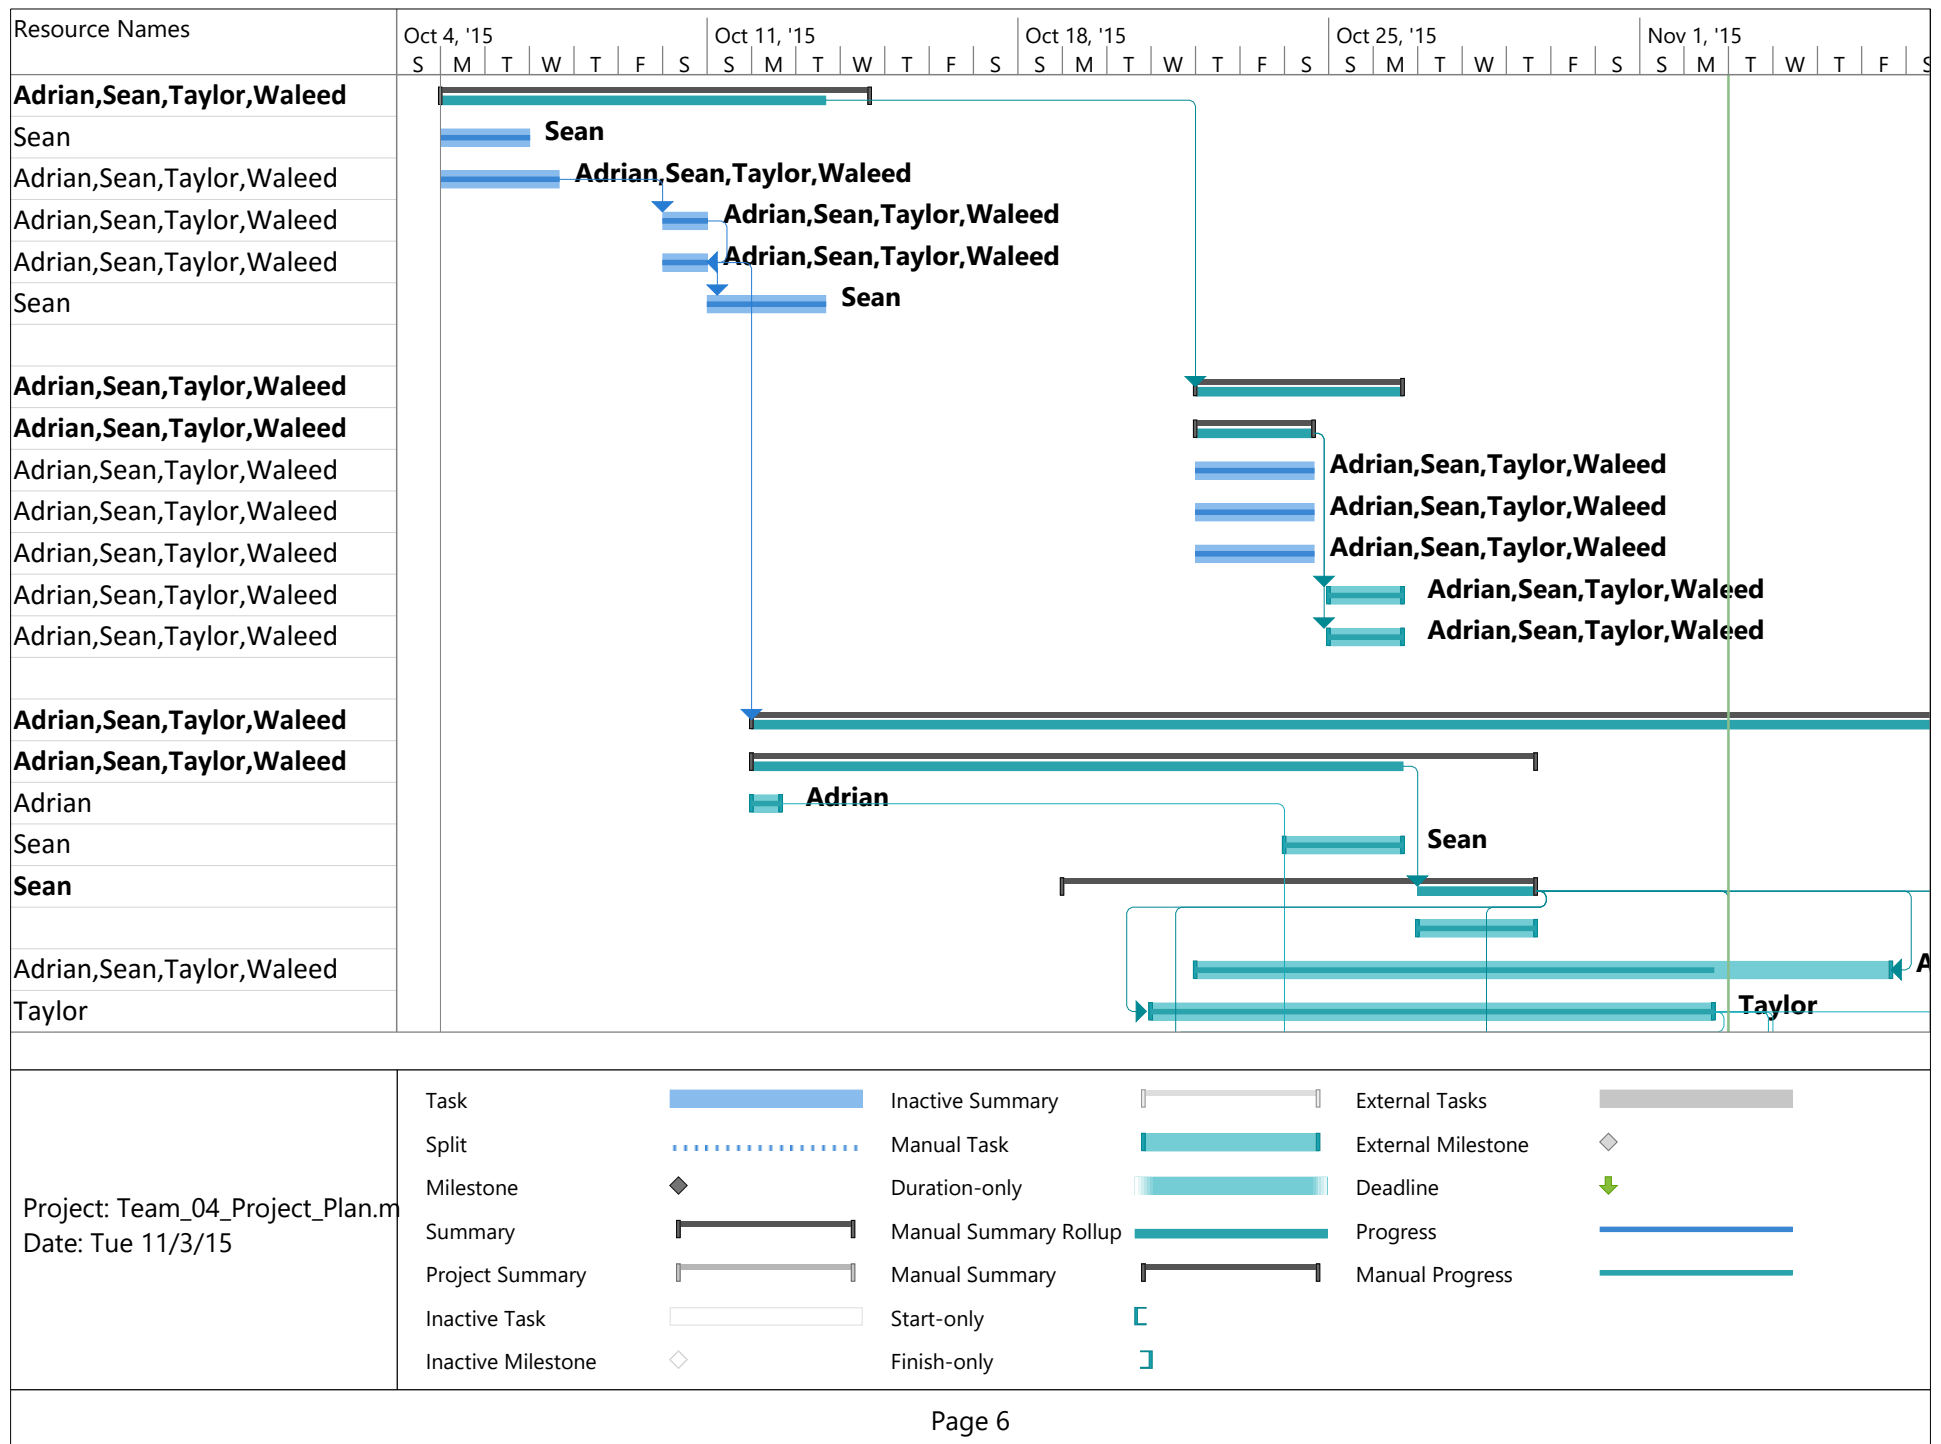 Resource Names
Oct 4, '15 Oct 11, '15 Oct 18, '15 Oct 25, '15 Nov 1, '15
S M T W T F S S M T W T F S S M T W T F S S M T W T F S S M T W T F S
Adrian,Sean,Taylor,Waleed
Sean Sean
Adrian,Sean,Taylor,Waleed Adrian,Sean,Taylor,Waleed
Adrian,Sean,Taylor,Waleed Adrian,Sean,Taylor,Waleed
Adrian,Sean,Taylor,Waleed Adrian,Sean,Taylor,Waleed
Sean Sean
Adrian,Sean,Taylor,Waleed
Adrian,Sean,Taylor,Waleed
Adrian,Sean,Taylor,Waleed Adrian,Sean,Taylor,Waleed
Adrian,Sean,Taylor,Waleed Adrian,Sean,Taylor,Waleed
Adrian,Sean,Taylor,Waleed Adrian,Sean,Taylor,Waleed
Adrian,Sean,Taylor,Waleed Adrian,Sean,Taylor,Waleed
Adrian,Sean,Taylor,Waleed Adrian,Sean,Taylor,Waleed
Adrian,Sean,Taylor,Waleed
Adrian,Sean,Taylor,Waleed
Adrian Adrian
Sean Sean
Sean
Adrian,Sean,Taylor,Waleed A
Taylor Taylor
Project: Team_04_Project_Plan.m
Date: Tue 11/3/15
Task
Split
Milestone
Summary
Project Summary
Inactive Task
Inactive Milestone
Inactive Summary
Manual Task
Duration-only
Manual Summary Rollup
Manual Summary
Start-only
Finish-only
External Tasks
External Milestone
Deadline
Progress
Manual Progress
Page 6